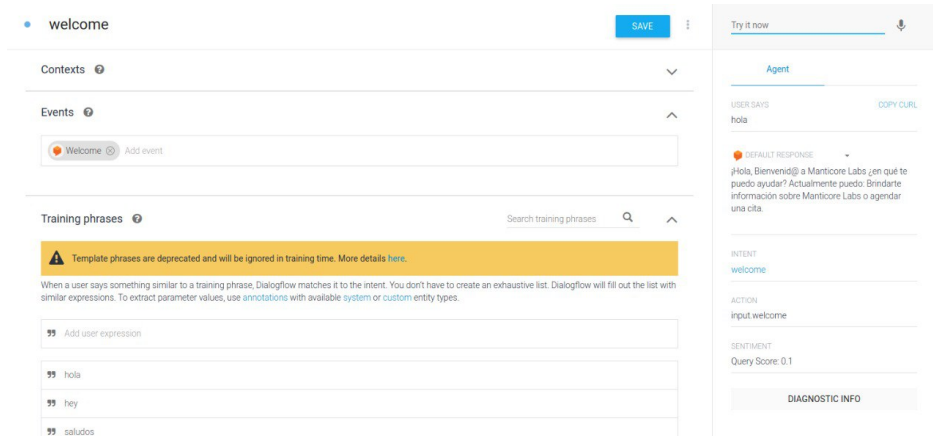 welcome
SAVE
Contexts
Events
Welcome Add event
Training phrases
Search training phrases
Template phrases are deprecated and will be ignored in training time. More details here.
When a user says something similar to a training phrase, Dialogflow matches it to the intent. You don't have to create an exhaustive list. Dialogflow will fill out the list with
similar expressions. To extract parameter values, use annotations with available system or custom entity types.
Add user expression
hola
hey
saludos
Try it now
Agent
USER SAYS COPY CURL
hola
DEFAULT RESPONSE
¡Hola, Bienvenid@ a Manticore Labs ¿en qué te
puedo ayudar? Actualmente puedo: Brindarte
información sobre Manticore Labs o agendar
una cita.
INTENT
welcome
ACTION
input.welcome
SENTIMENT
Query Score: 0.1
DIAGNOSTIC INFO